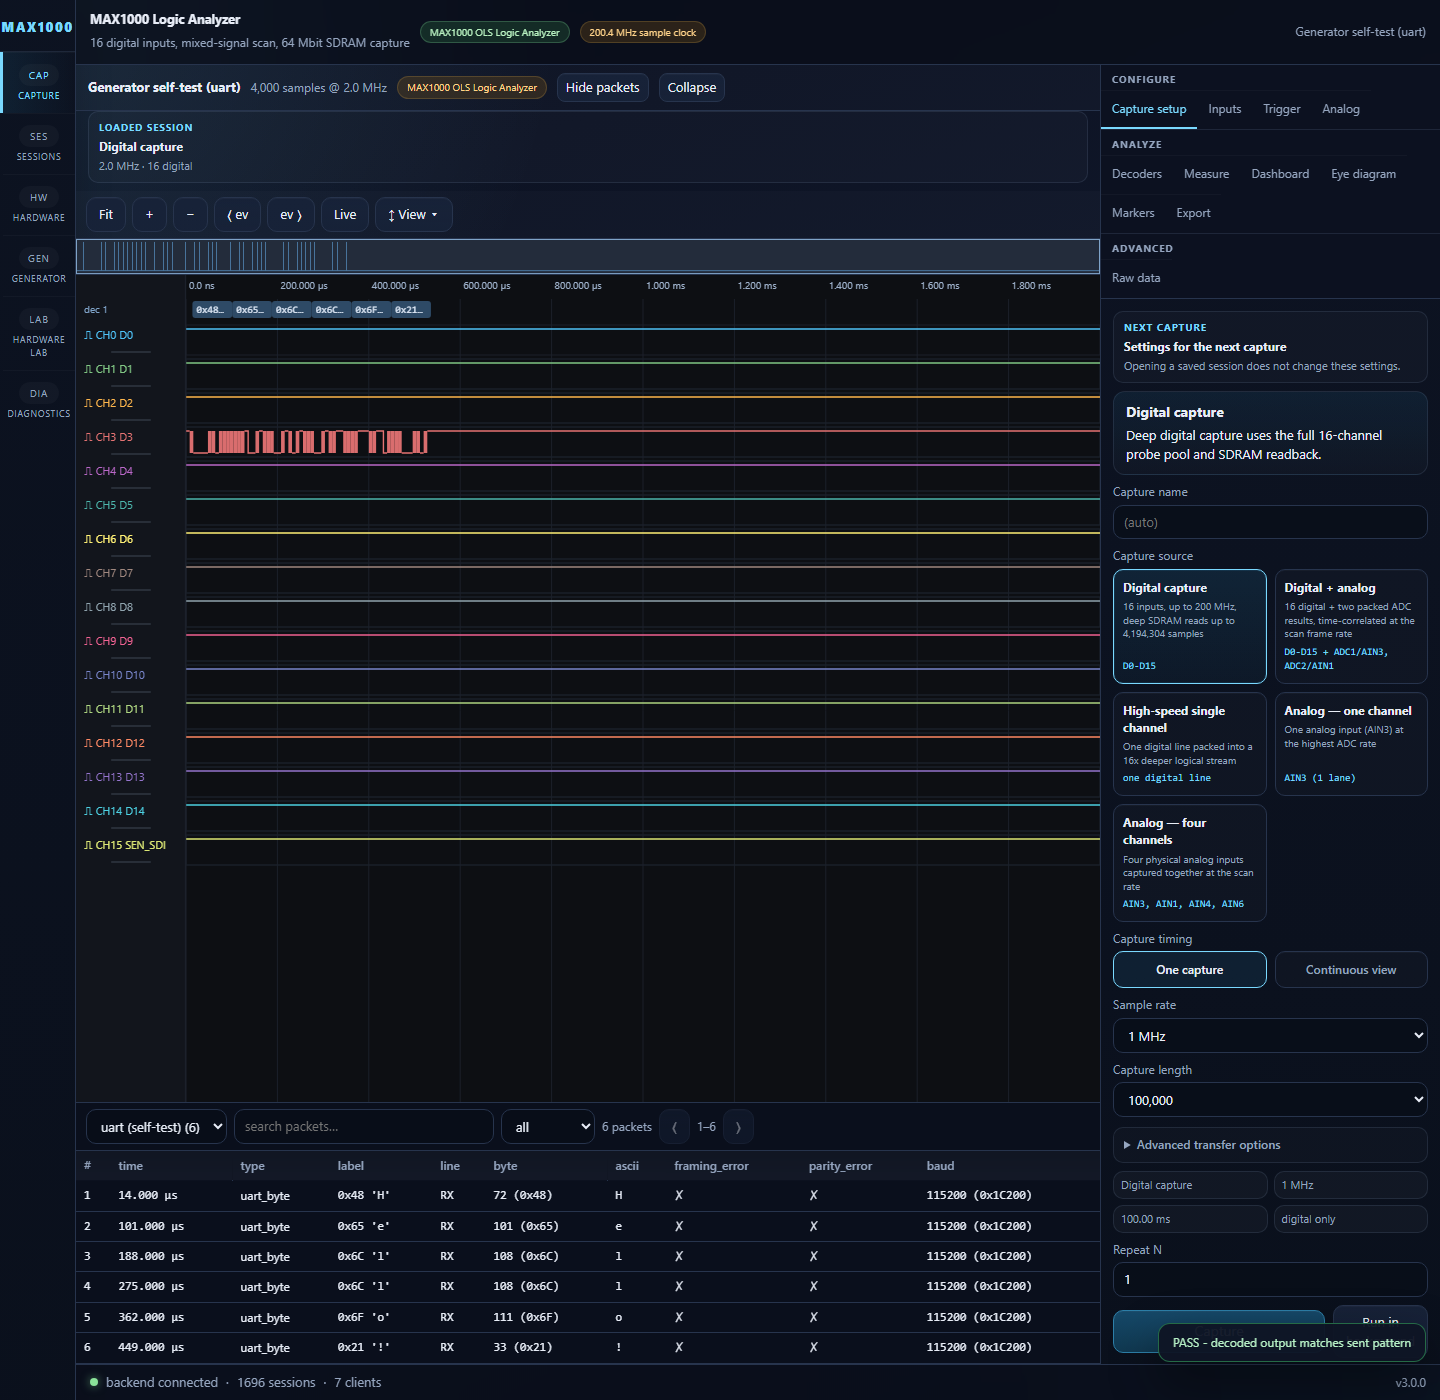 MAX1000
CAP
CAPTURE
SES
SESSIONS
HW
HARDWARE
GEN
GENERATOR
LAB
HARDWARE
LAB
DIA
DIAGNOSTICS
MAX1000 Logic Analyzer
16 digital inputs, mixed-signal scan, 64 Mbit SDRAM capture
MAX1000 OLS Logic Analyzer
200.4 MHz sample clock
Generator self-test (uart)
Generator self-test (uart) 4,000 samples @ 2.0 MHz MAX1000 OLS Logic Analyzer Hide packets Collapse
LOADED SESSION
Digital capture
2.0 MHz · 16 digital
Fit + − ⟨ ev ev ⟩ Live ↕ View ▾
0.0 ns 200.000 µs 400.000 µs 600.000 µs 800.000 µs 1.000 ms 1.200 ms 1.400 ms 1.600 ms 1.800 ms
dec 1 0x48… 0x65… 0x6C… 0x6C… 0x6F… 0x21…
CH0 D0
CH1 D1
CH2 D2
CH3 D3
CH4 D4
CH5 D5
CH6 D6
CH7 D7
CH8 D8
CH9 D9
CH10 D10
CH11 D11
CH12 D12
CH13 D13
CH14 D14
CH15 SEN_SDI
uart (self-test) (6) search packets... all 6 packets ⟨ 1–6 ⟩
# time type label line byte ascii framing_error parity_error baud
1 14.000 µs uart_byte 0x48 'H' RX 72 (0x48) H ✗ ✗ 115200 (0x1C200)
2 101.000 µs uart_byte 0x65 'e' RX 101 (0x65) e ✗ ✗ 115200 (0x1C200)
3 188.000 µs uart_byte 0x6C 'l' RX 108 (0x6C) l ✗ ✗ 115200 (0x1C200)
4 275.000 µs uart_byte 0x6C 'l' RX 108 (0x6C) l ✗ ✗ 115200 (0x1C200)
5 362.000 µs uart_byte 0x6F 'o' RX 111 (0x6F) o ✗ ✗ 115200 (0x1C200)
6 449.000 µs uart_byte 0x21 '!' RX 33 (0x21) ! ✗ ✗ 115200 (0x1C200)
CONFIGURE
Capture setup Inputs Trigger Analog
ANALYZE
Decoders Measure Dashboard Eye diagram
Markers Export
ADVANCED
Raw data
NEXT CAPTURE
Settings for the next capture
Opening a saved session does not change these settings.
Digital capture
Deep digital capture uses the full 16-channel
probe pool and SDRAM readback.
Capture name
(auto)
Capture source
Digital capture
16 inputs, up to 200 MHz,
deep SDRAM reads up to
4,194,304 samples
D0-D15
Digital + analog
16 digital + two packed ADC
results, time-correlated at the
scan frame rate
D0-D15 + ADC1/AIN3,
ADC2/AIN1
High-speed single
channel
One digital line packed into a
16x deeper logical stream
one digital line
Analog — one channel
One analog input (AIN3) at
the highest ADC rate
AIN3 (1 lane)
Analog — four
channels
Four physical analog inputs
captured together at the scan
rate
AIN3, AIN1, AIN4, AIN6
Capture timing
One capture Continuous view
Sample rate
1 MHz
Capture length
100,000
▶ Advanced transfer options
Digital capture 1 MHz
100.00 ms digital only
Repeat N
1
Run in
PASS - decoded output matches sent pattern
backend connected · 1696 sessions · 7 clients
v3.0.0